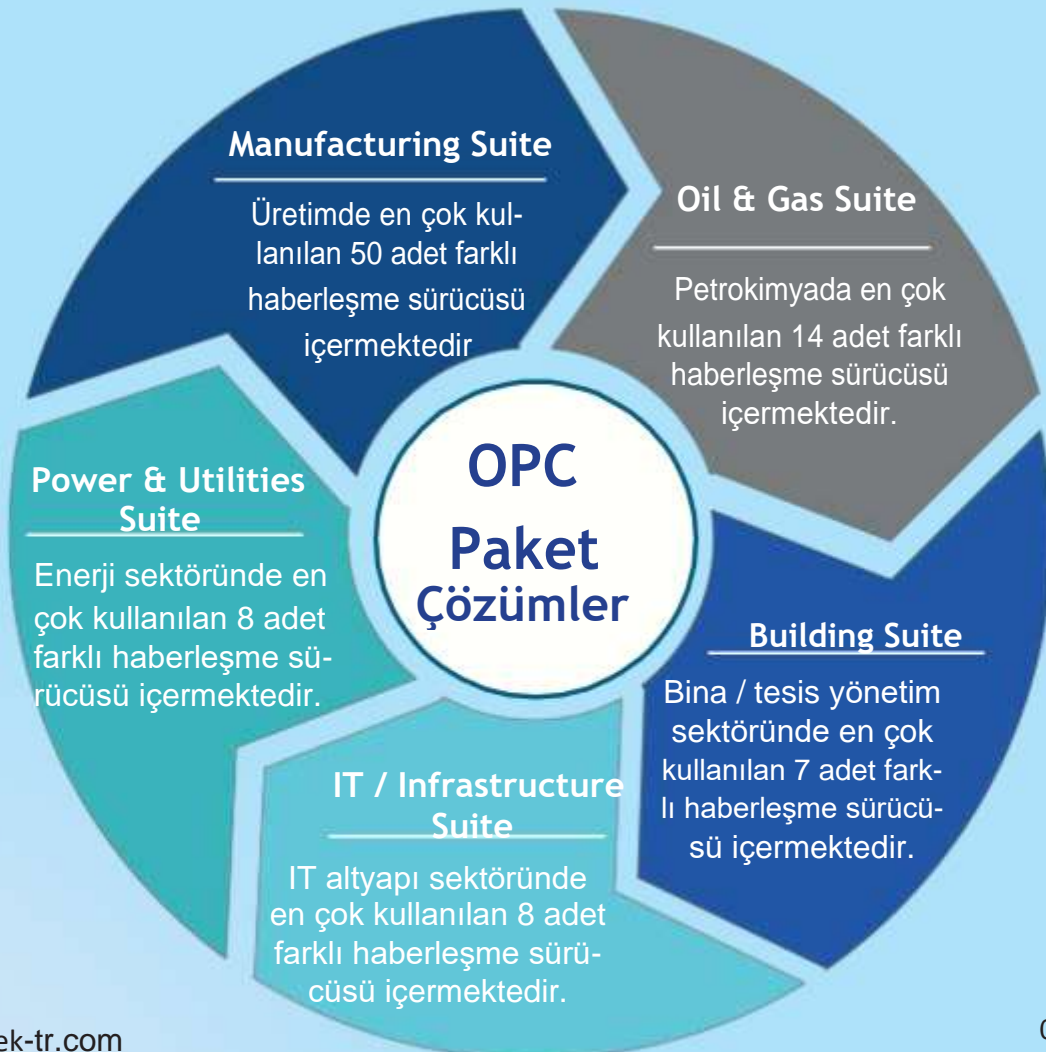 Manufacturing Suite
Üretimde en çok kul-
lanılan 50 adet farklı
haberleşme sürücüsü
içermektedir
Oil & Gas Suite
Petrokimyada en çok
kullanılan 14 adet farklı
haberleşme sürücüsü
içermektedir.
OPC
Paket
Çözümler
Power & Utilities
Suite
Enerji sektöründe en
çok kullanılan 8 adet
farklı haberleşme sü-
rücüsü içermektedir.
Building Suite
Bina / tesis yönetim
sektöründe en çok
kullanılan 7 adet fark-
lı haberleşme sürücü-
sü içermektedir.
IT / Infrastructure
Suite
IT altyapı sektöründe
en çok kullanılan 8 adet
farklı haberleşme sürü-
cüsü içermektedir.
ek-tr.com